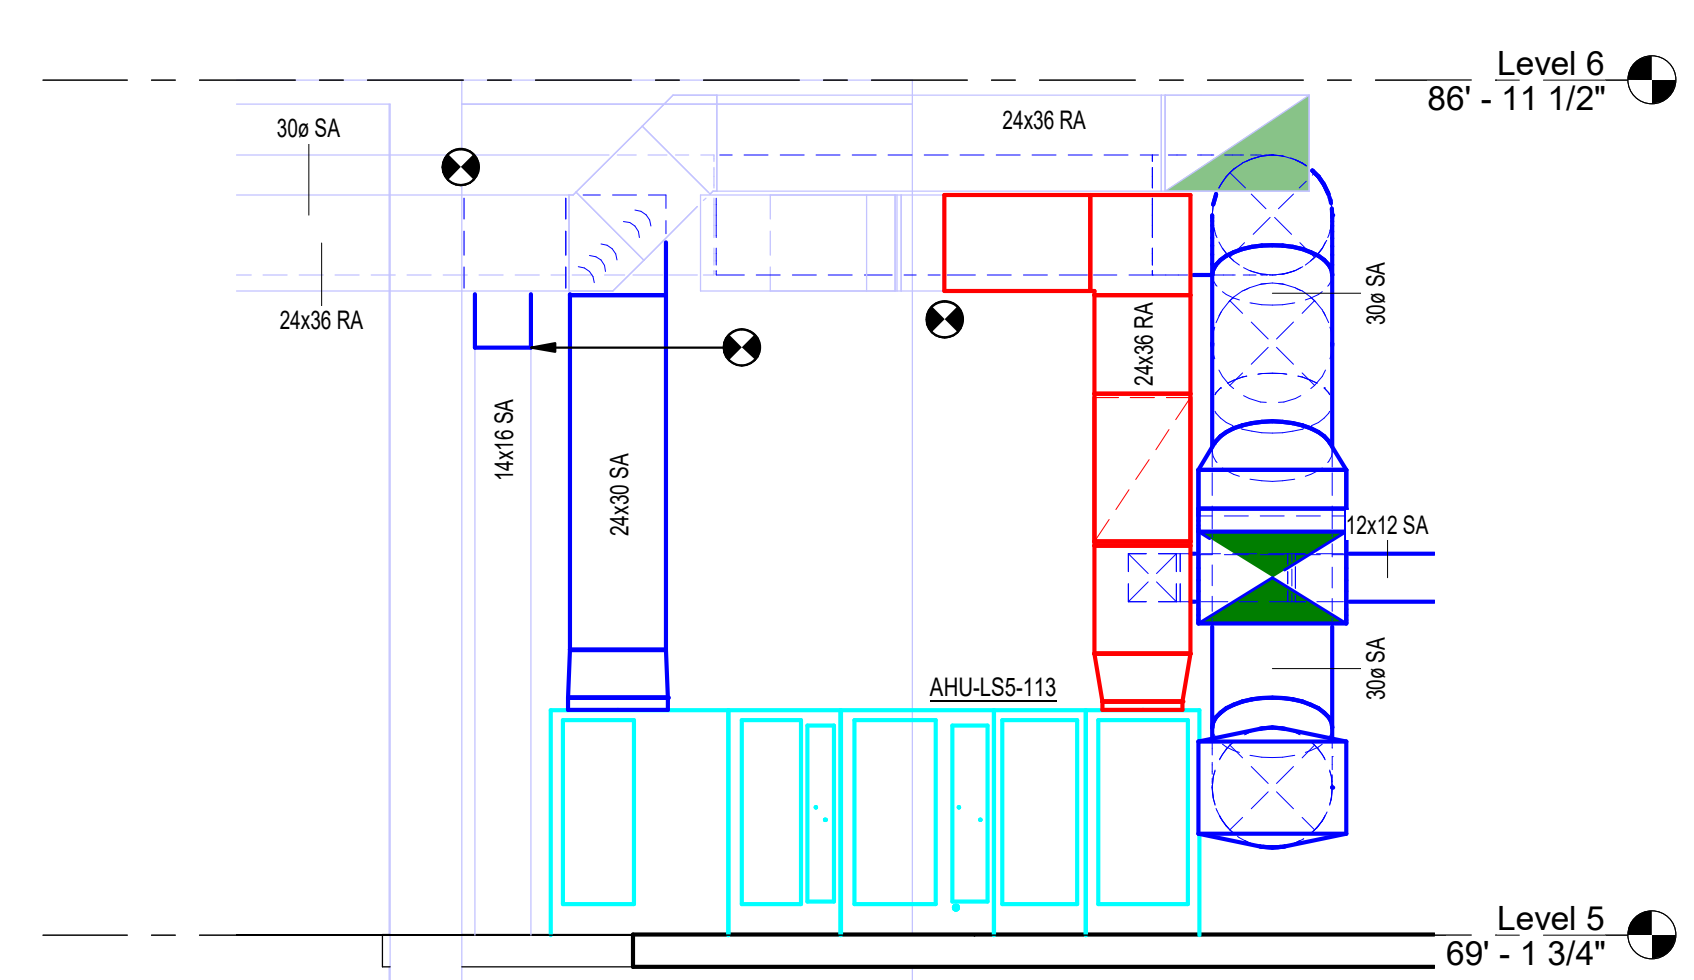 Level 6
86' - 11 1/2"
30ø SA
24x36 RA
24x36 RA
30ø SA
24x36 RA
14x16 SA
24x30 SA
12x12 SA
30ø SA
AHU-LS5-113
Level 5
69' - 1 3/4"